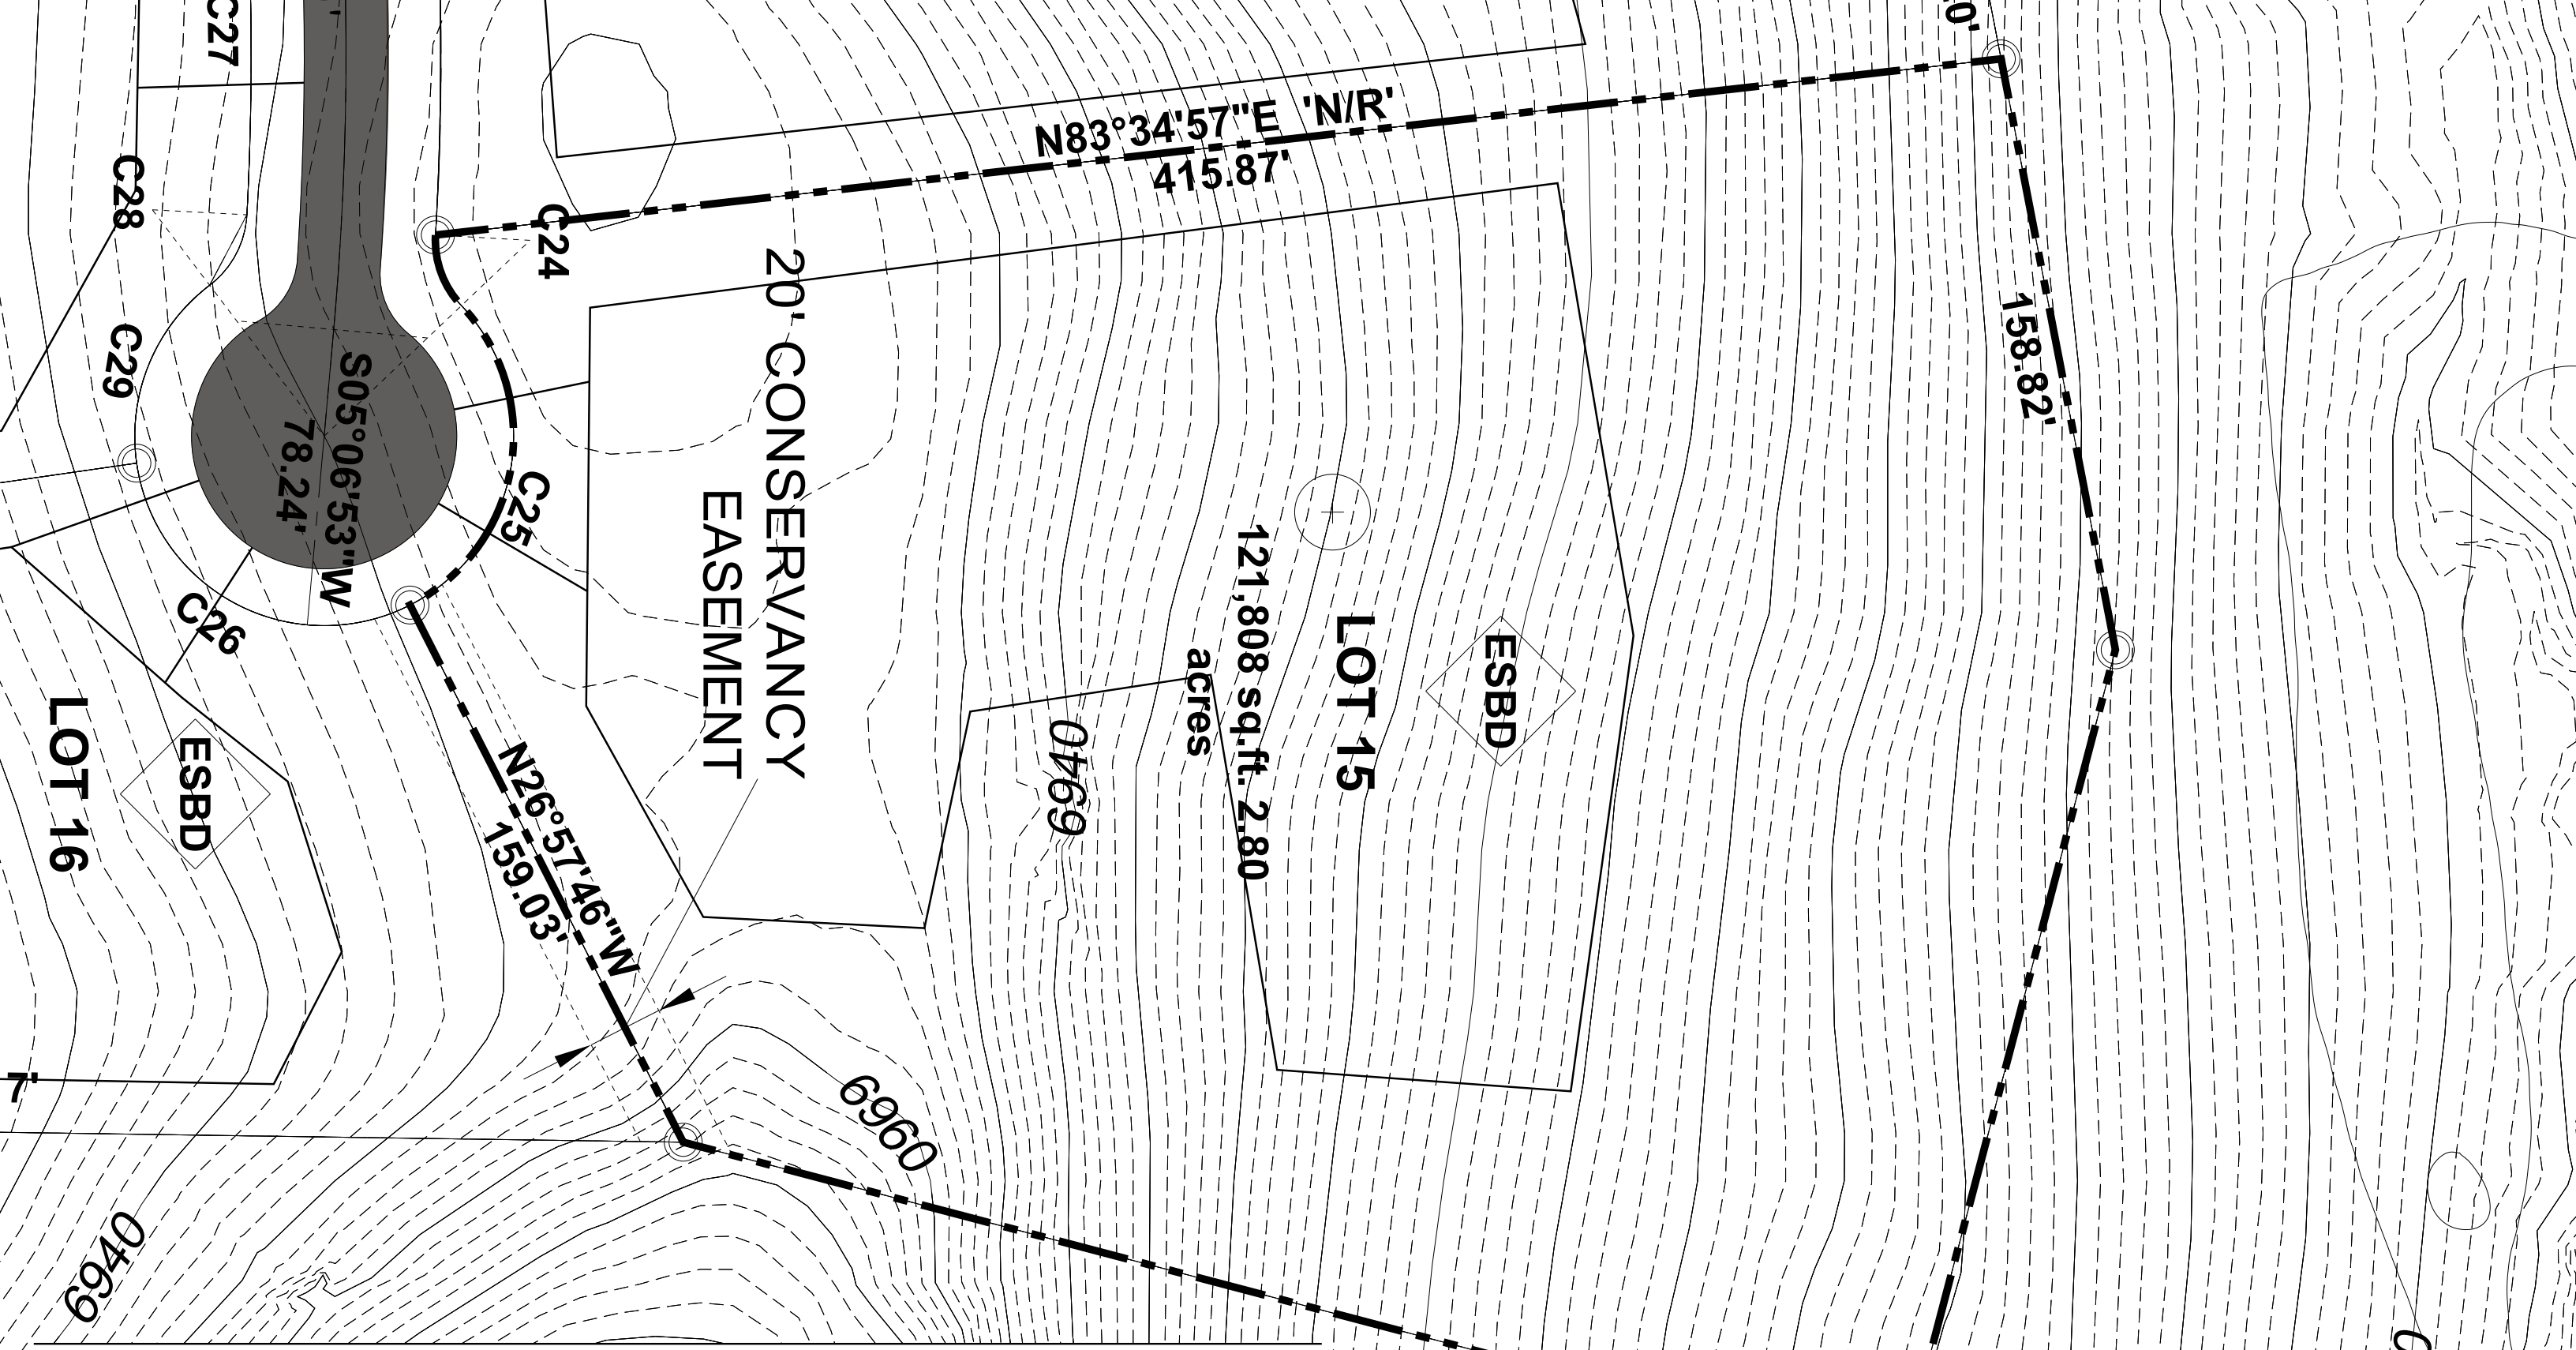 C27
0'
N83°34'57"E 'N/R'
415.87'
C28
C24
158.82'
C29
S05°06'53"W
78.24'
C25
20' CONSERVANCY
EASEMENT
C26
LOT 15
121,808 sq.ft. 2.80
acres
ESBD
LOT 16
ESBD
6940
N26°57'46"W
159.03'
7'
6960
6940